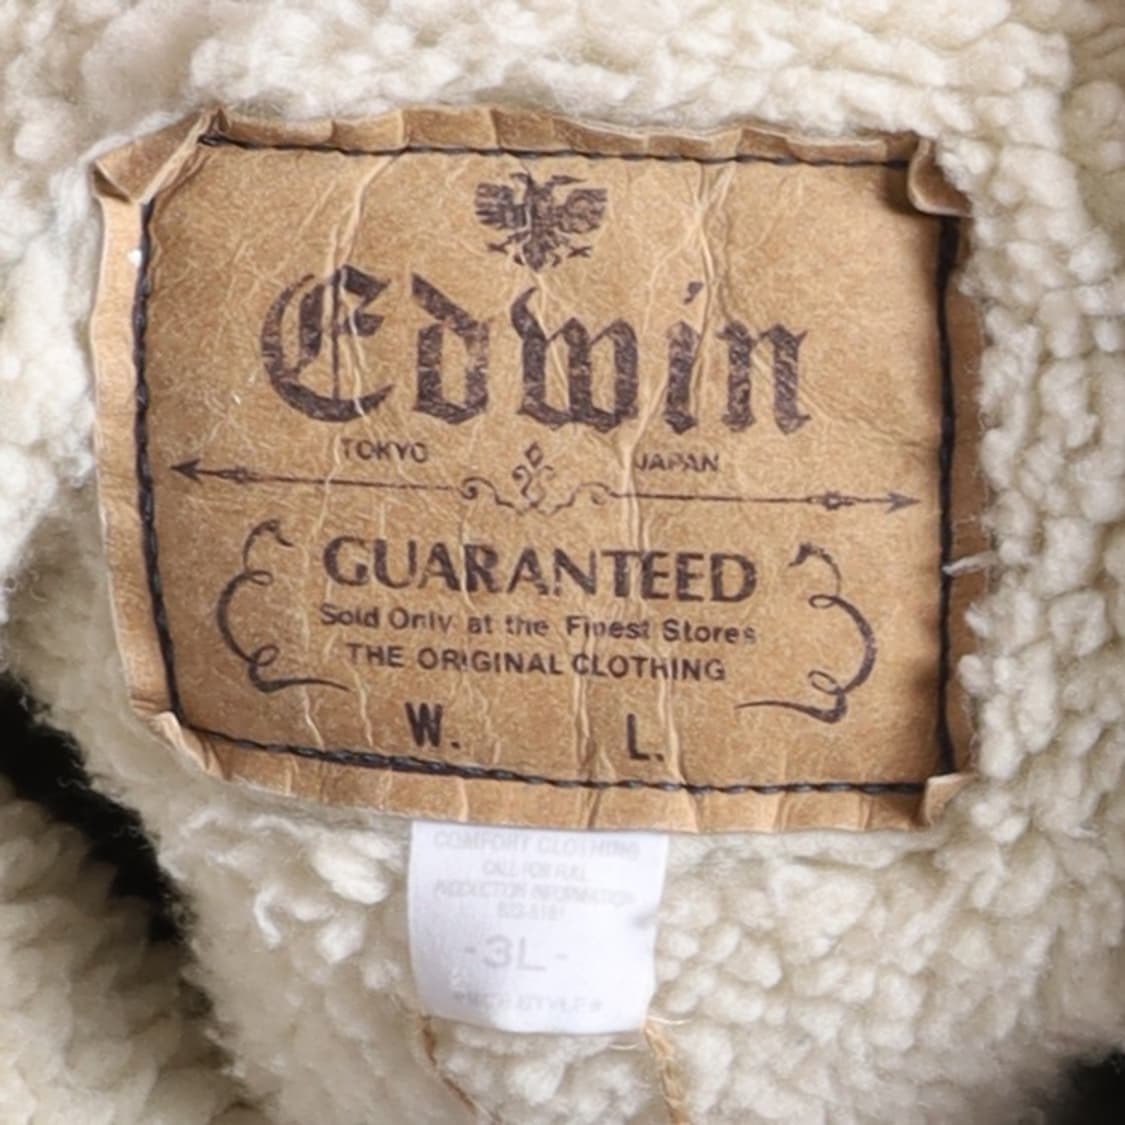 Edwin
TOKYO JAPAN
GUARANTEED
Sold Only at the Finest Stores
THE ORIGINAL CLOTHING
W. L.
COMFORT CLOTHING
CALL FOR FULL
PRODUCTION INFORMATION
-3L-